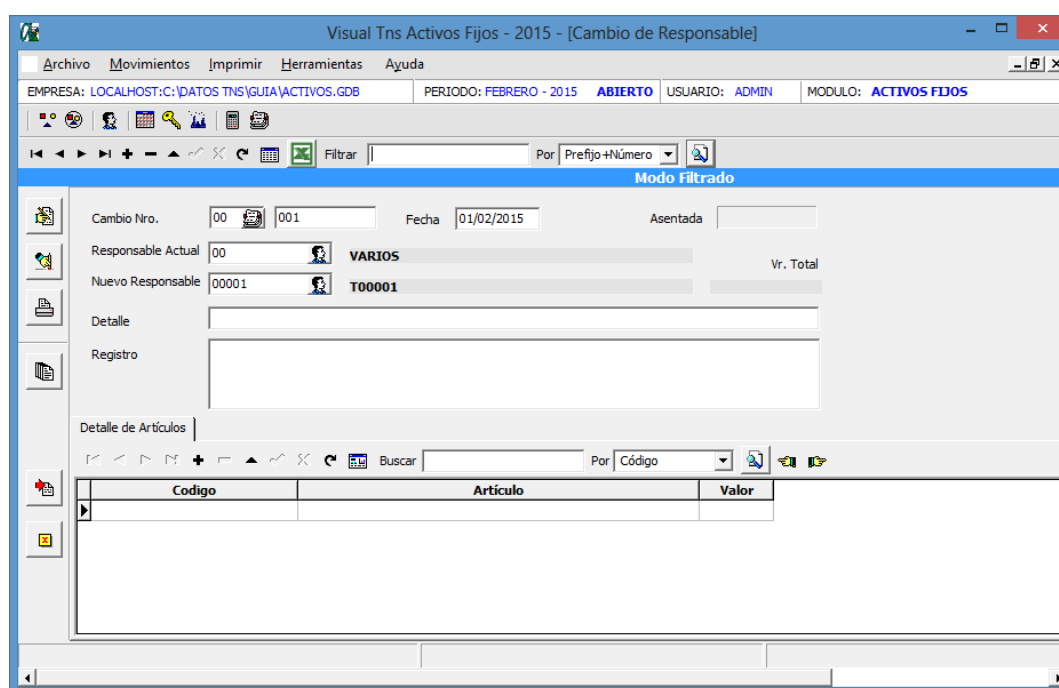 Visual Tns Activos Fijos - 2015 - [Cambio de Responsable]
Archivo Movimientos Imprimir Herramientas Ayuda
EMPRESA: LOCALHOST:C:\DATOS TNS\GUIA\ACTIVOS.GDB PERIODO: FEBRERO - 2015 ABIERTO USUARIO: ADMIN MODULO: ACTIVOS FIJOS
Filtrar Por Prefijo+Número
Modo Filtrado
Cambio Nro. 00 001 Fecha 01/02/2015 Asentada
Responsable Actual 00 VARIOS
Vr. Total
Nuevo Responsable 00001 T00001
Detalle
Registro
Detalle de Artículos
Buscar Por Código
Codigo Artículo Valor